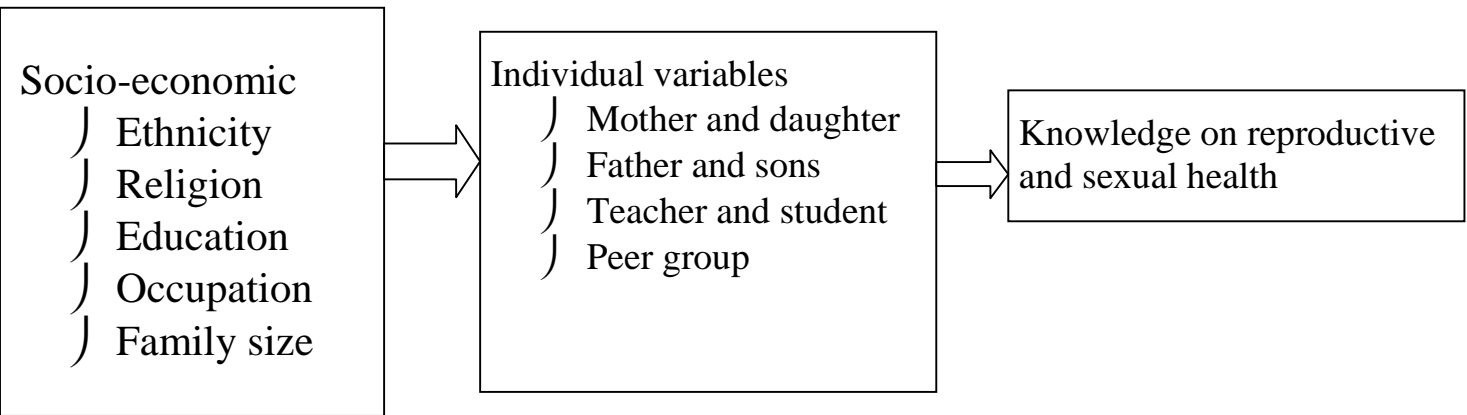 Socio-economic
Ethnicity
Religion
Education
Occupation
Family size
Individual variables
Mother and daughter
Father and sons
Teacher and student
Peer group
Knowledge on reproductive
and sexual health